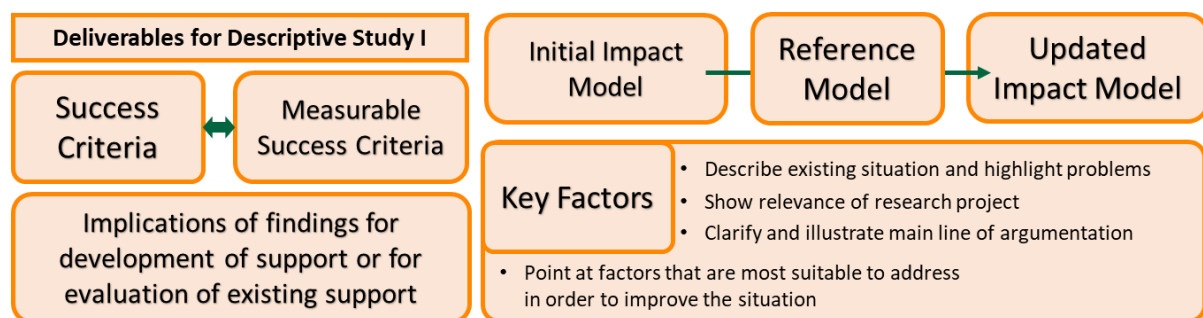 Deliverables for Descriptive Study I
Success
Criteria
Measurable
Success Criteria
Implications of findings for
development of support or for
evaluation of existing support
Initial Impact
Model
Reference
Model
Updated
Impact Model
Key Factors
• Describe existing situation and highlight problems
• Show relevance of research project
• Clarify and illustrate main line of argumentation
• Point at factors that are most suitable to address
in order to improve the situation